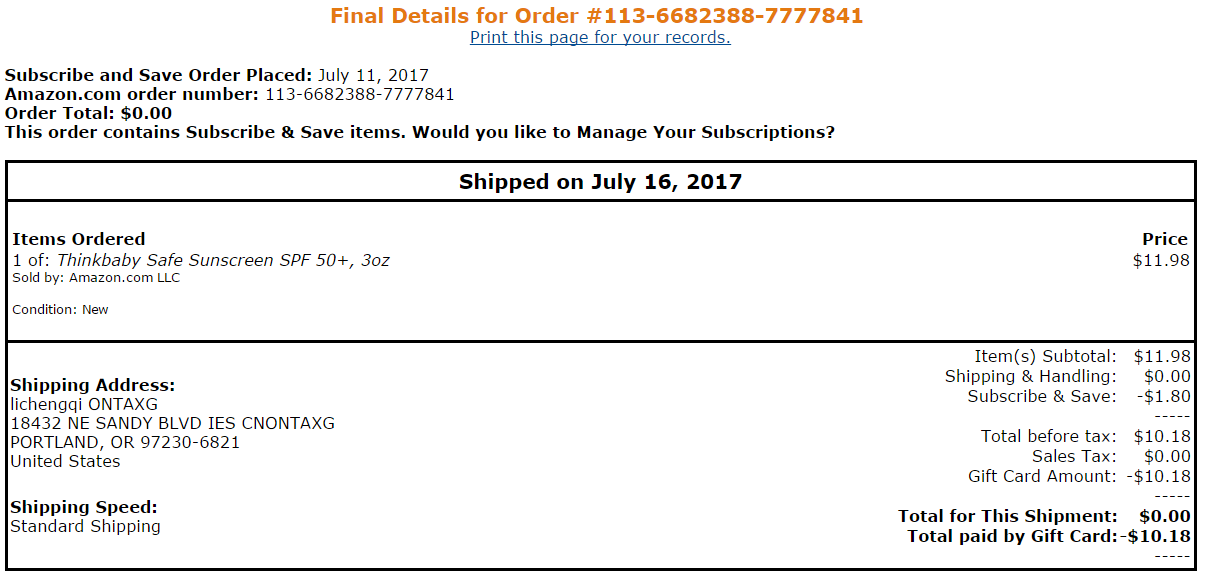 Final Details for Order #113-6682388-7777841
Print this page for your records.
Subscribe and Save Order Placed: July 11, 2017
Amazon.com order number: 113-6682388-7777841
Order Total: $0.00
This order contains Subscribe & Save items. Would you like to Manage Your Subscriptions?
Shipped on July 16, 2017
Items Ordered Price
1 of: Thinkbaby Safe Sunscreen SPF 50+, 3oz $11.98
Sold by: Amazon.com LLC
Condition: New
Shipping Address:
lichengqi ONTAXG
18432 NE SANDY BLVD IES CNONTAXG
PORTLAND, OR 97230-6821
United States
Shipping Speed:
Standard Shipping
Item(s) Subtotal: $11.98
Shipping & Handling: $0.00
Subscribe & Save: -$1.80
-----
Total before tax: $10.18
Sales Tax: $0.00
Gift Card Amount: -$10.18
-----
Total for This Shipment: $0.00
Total paid by Gift Card: -$10.18
-----